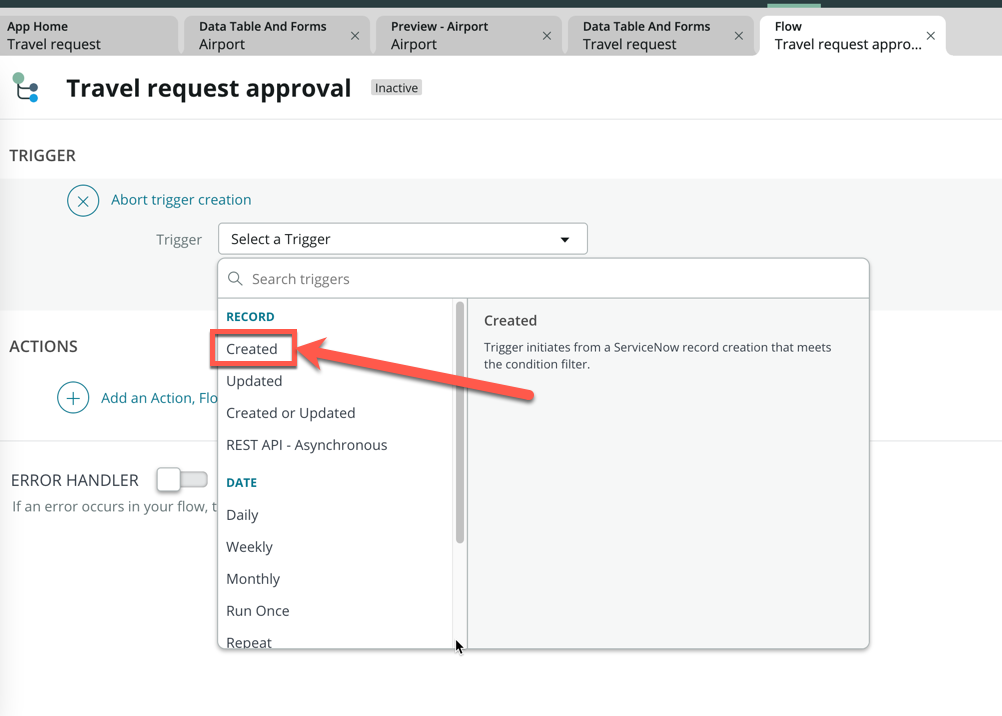 App Home
Travel request
Data Table And Forms
Airport
Preview - Airport
Airport
Data Table And Forms
Travel request
Flow
Travel request appro...
Travel request approval
Inactive
TRIGGER
Abort trigger creation
Trigger
Select a Trigger
Search triggers
RECORD
Created
Updated
Created or Updated
REST API - Asynchronous
DATE
Daily
Weekly
Monthly
Run Once
Repeat
Created
Trigger initiates from a ServiceNow record creation that meets
the condition filter.
ACTIONS
Add an Action, Flo
ERROR HANDLER
If an error occurs in your flow, t